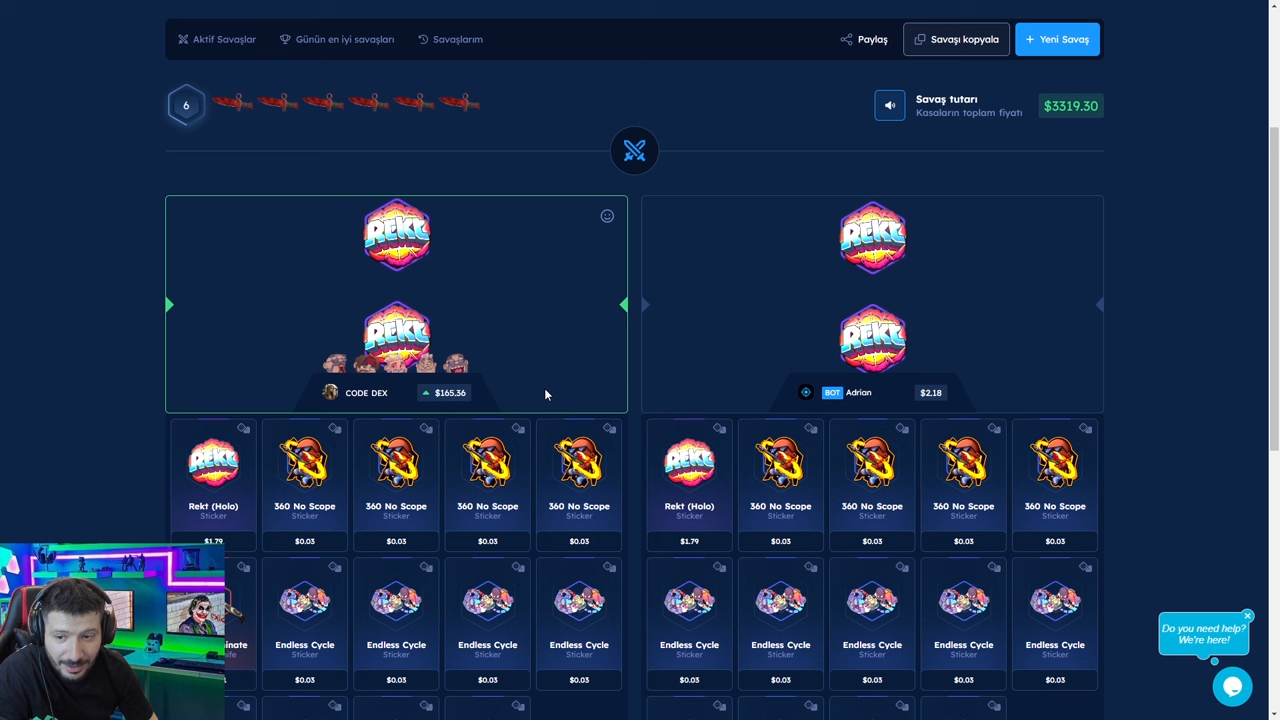 Aktif Savaşlar
Günün en iyi savaşları
Savaşlarım
Paylaş
Savaşı kopyala
+ Yeni Savaş
6
Savaş tutarı
Kasaların toplam fiyatı
$3319.30
REKT
REKT
REKT
REKT
CODE DEX
$165.36
BOT Adrian
$2.18
Rekt (Holo)
Sticker
$1.79
360 No Scope
Sticker
$0.03
360 No Scope
Sticker
$0.03
360 No Scope
Sticker
$0.03
360 No Scope
Sticker
$0.03
REKT
Rekt (Holo)
Sticker
$1.79
REKT
360 No Scope
Sticker
$0.03
360 No Scope
Sticker
$0.03
360 No Scope
Sticker
$0.03
360 No Scope
Sticker
$0.03
Endless Cycle
Sticker
$0.03
Endless Cycle
Sticker
$0.03
Endless Cycle
Sticker
$0.03
Endless Cycle
Sticker
$0.03
Endless Cycle
Sticker
$0.03
Endless Cycle
Sticker
$0.03
Endless Cycle
Sticker
$0.03
Endless Cycle
Sticker
$0.03
Endless Cycle
Sticker
$0.03
Do you need help?
We're here!